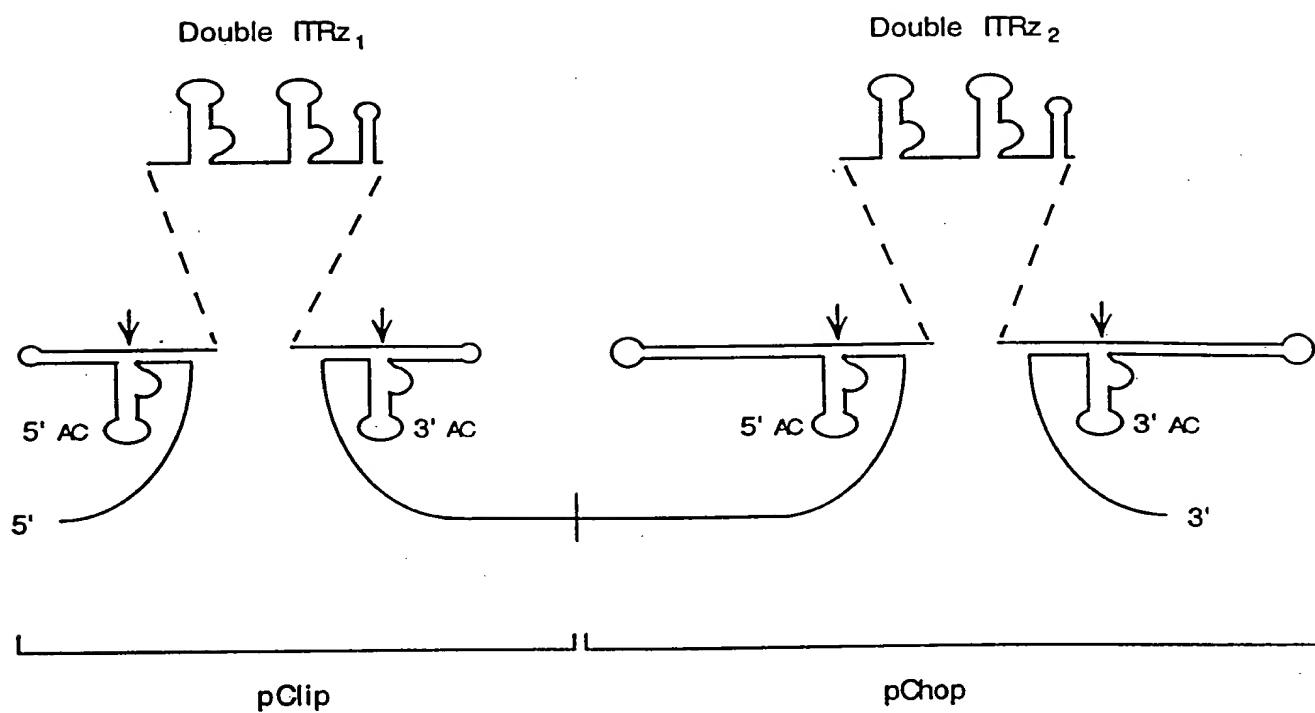 Double ITRz1
Double ITRz2
5' AC
3' AC
5' AC
3' AC
5'
3'
pClip
pChop